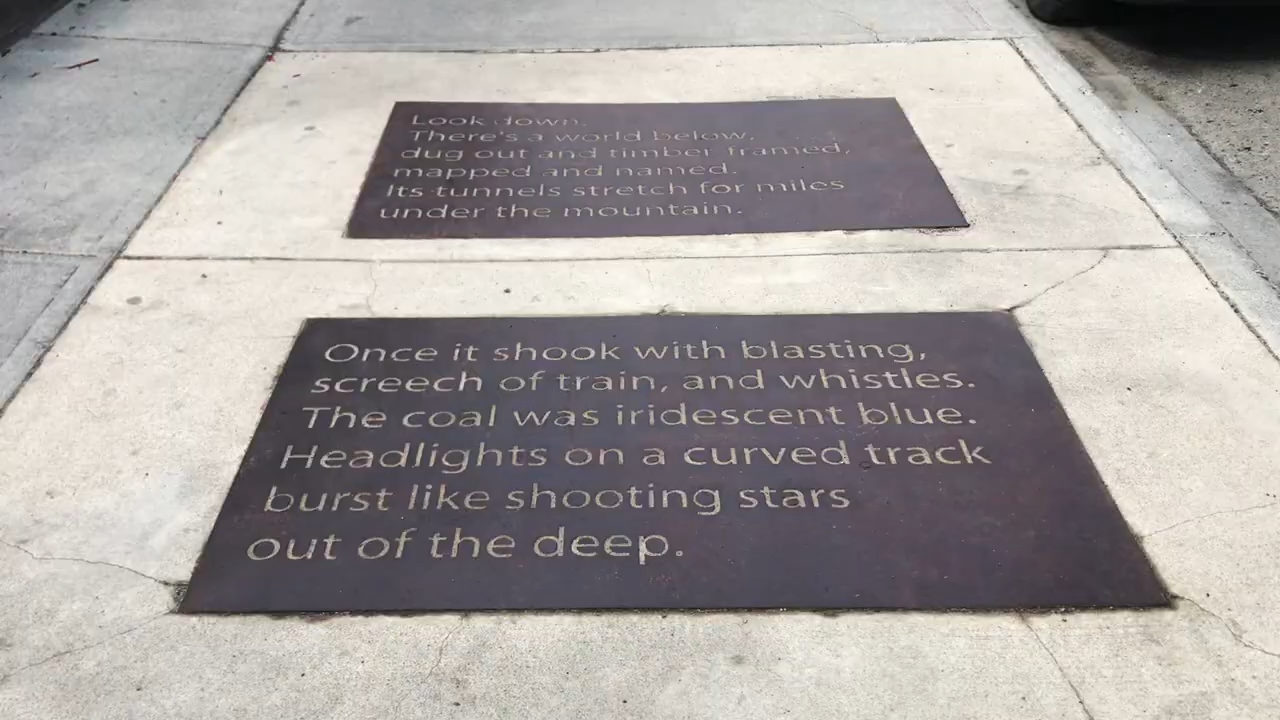 Look down.
There's a world below,
dug out and timber framed,
mapped and named.
Its tunnels stretch for miles
under the mountain.
Once it shook with blasting,
screech of train, and whistles.
The coal was iridescent blue.
Headlights on a curved track
burst like shooting stars
out of the deep.